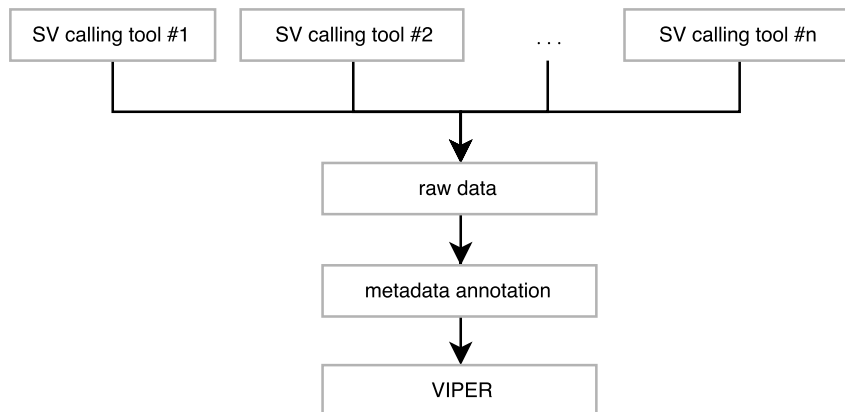 SV calling tool #1
SV calling tool #2
...
SV calling tool #n
raw data
metadata annotation
VIPER